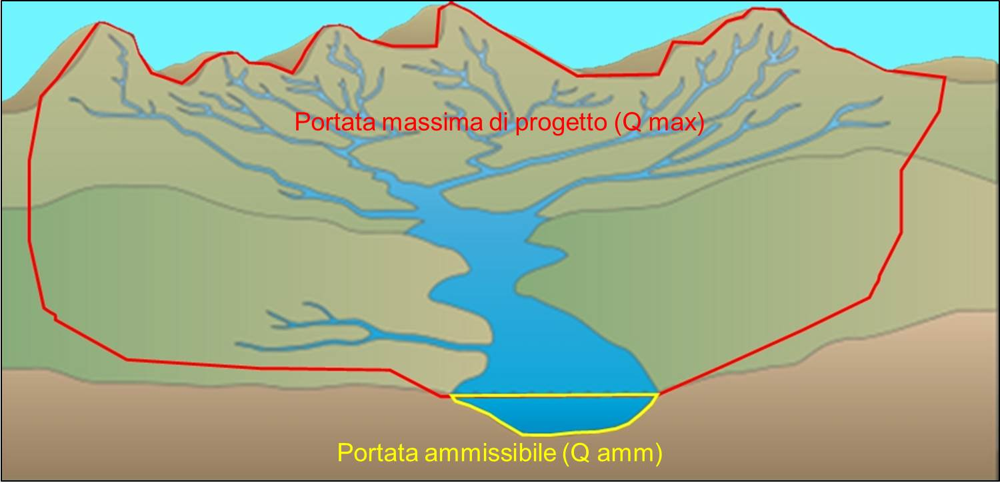 Portata massima di progetto (Q max)
Portata ammissibile (Q amm)